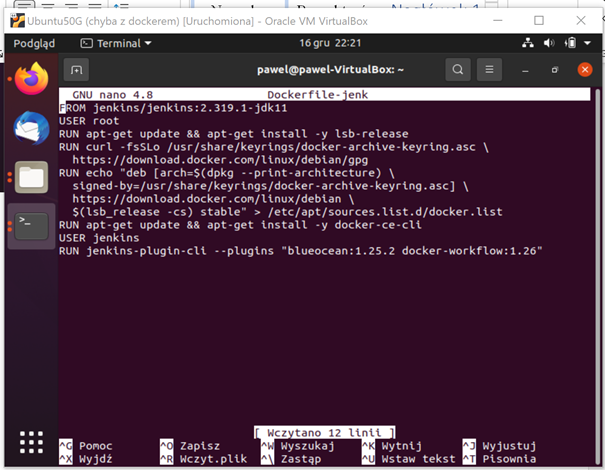 Ubuntu50G (chyba z dockerem) [Uruchomiona] - Oracle VM VirtualBox
Podgląd Terminal 16 gru 22:21
pawel@pawel-VirtualBox: ~
GNU nano 4.8 Dockerfile-jenk
FROM jenkins/jenkins:2.319.1-jdk11
USER root
RUN apt-get update && apt-get install -y lsb-release
RUN curl -fsSLo /usr/share/keyrings/docker-archive-keyring.asc \
https://download.docker.com/linux/debian/gpg
RUN echo "deb [arch=$(dpkg --print-architecture) \
signed-by=/usr/share/keyrings/docker-archive-keyring.asc] \
https://download.docker.com/linux/debian \
$(lsb_release -cs) stable" > /etc/apt/sources.list.d/docker.list
RUN apt-get update && apt-get install -y docker-ce-cli
USER jenkins
RUN jenkins-plugin-cli --plugins "blueocean:1.25.2 docker-workflow:1.26"
[ Wczytano 12 linii ]
^G Pomoc ^O Zapisz ^W Wyszukaj ^K Wytnij ^J Wyjustuj
^X Wyjdź ^R Wczyt.plik ^\ Zastąp ^U Wstaw tekst ^T Pisownia